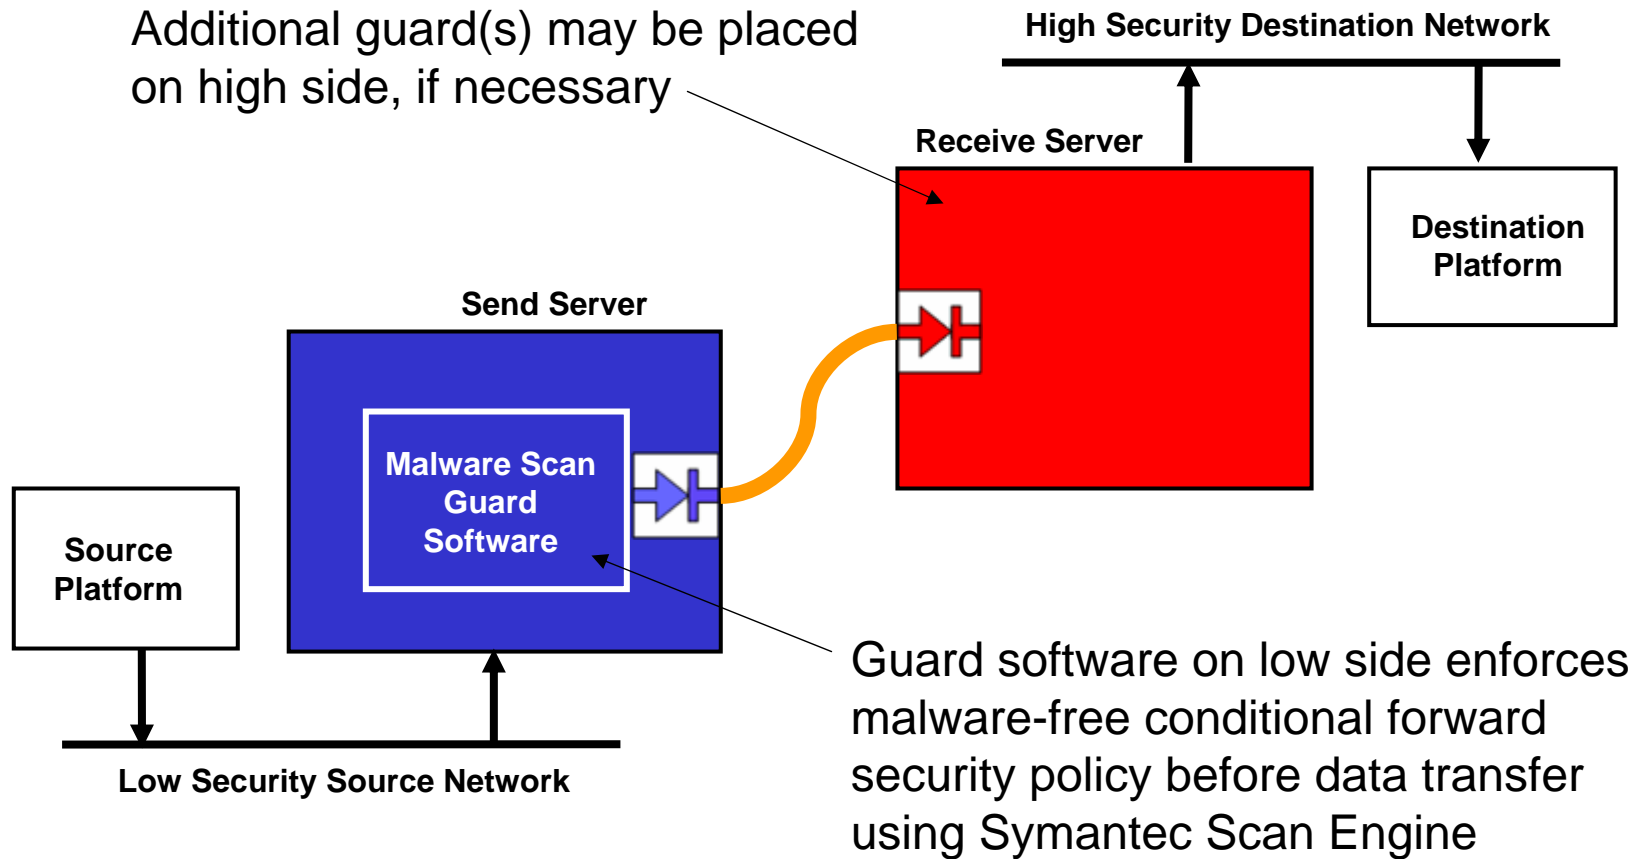 Additional guard(s) may be placed
on high side, if necessary
High Security Destination Network
Receive Server
Destination
Platform
Send Server
Malware Scan
Guard
Software
Source
Platform
Low Security Source Network
Guard software on low side enforces
malware-free conditional forward
security policy before data transfer
using Symantec Scan Engine